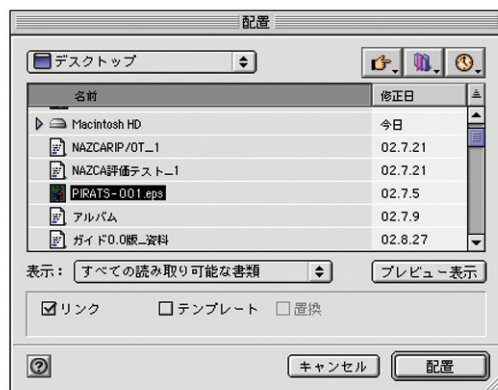 配置
デスクトップ
名前 修正日
Macintosh HD 今日
NAZCARIP/OT_1 02.7.21
NAZCA評価テスト_1 02.7.21
PIRATS-001.eps 02.7.5
アルバム 02.7.9
ガイド0.0版_資料 02.8.27
表示： すべての読み取り可能な書類 プレビュー表示
リンク テンプレート 置換
? キャンセル 配置